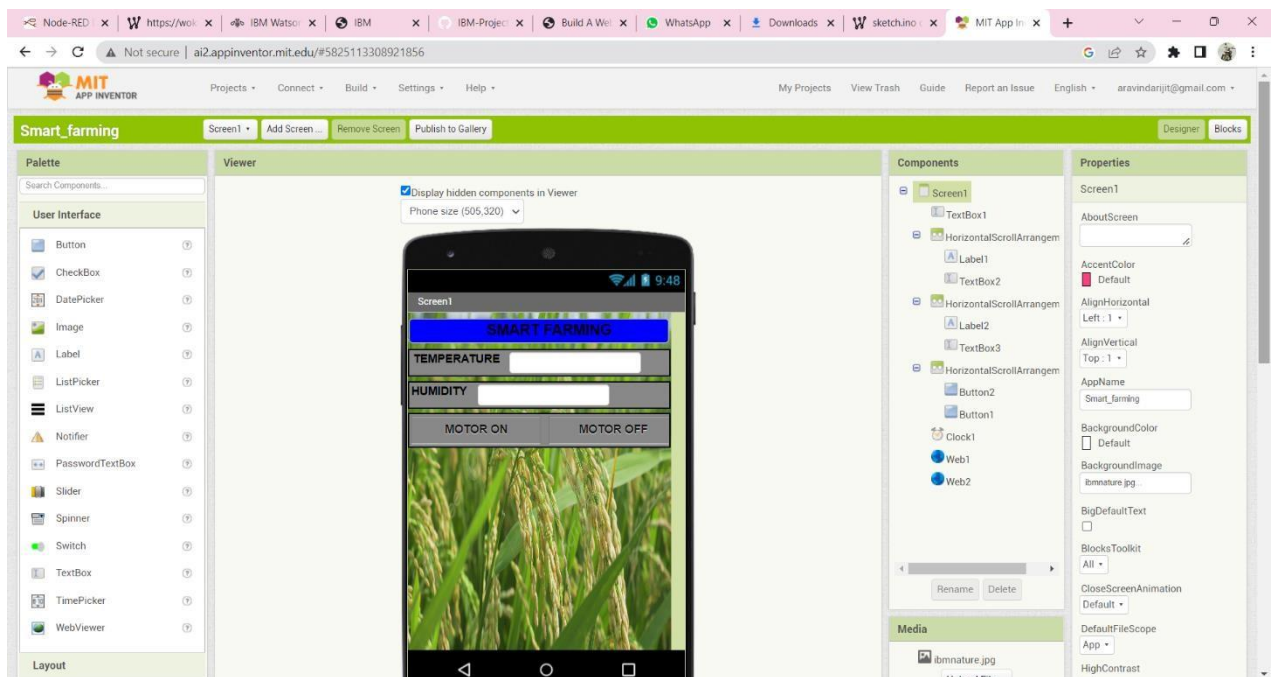 Node-RED
https://wok
IBM Watson
IBM
IBM-Project
Build A We
WhatsApp
Downloads
sketch.ino
MIT App In
Not secure | ai2.appinventor.mit.edu/#5825113308921856
MIT
APP INVENTOR
Projects
Connect
Build
Settings
Help
My Projects
View Trash
Guide
Report an Issue
English
aravindarijit@gmail.com
Smart_farming
Screen1
Add Screen ...
Remove Screen
Publish to Gallery
Designer
Blocks
Palette
Search Components...
User Interface
Button
CheckBox
DatePicker
Image
Label
ListPicker
ListView
Notifier
PasswordTextBox
Slider
Spinner
Switch
TextBox
TimePicker
WebViewer
Layout
Viewer
Display hidden components in Viewer
Phone size (505,320)
9:48
Screen1
SMART FARMING
TEMPERATURE
HUMIDITY
MOTOR ON
MOTOR OFF
Components
Screen1
TextBox1
HorizontalScrollArrangem
Label1
TextBox2
HorizontalScrollArrangem
Label2
TextBox3
HorizontalScrollArrangem
Button2
Button1
Clock1
Web1
Web2
Rename
Delete
Media
ibmnature.jpg
Properties
Screen1
AboutScreen
AccentColor
Default
AlignHorizontal
Left : 1
AlignVertical
Top : 1
AppName
Smart_farming
BackgroundColor
Default
BackgroundImage
ibmnature.jpg...
BigDefaultText
BlocksToolkit
All
CloseScreenAnimation
Default
DefaultFileScope
App
HighContrast